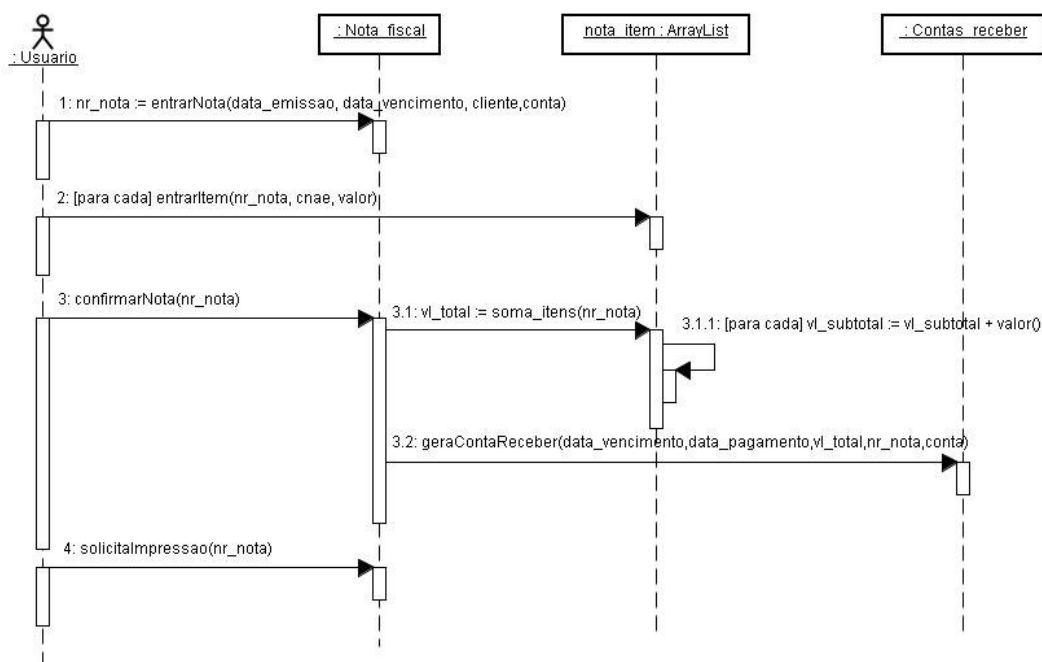 : Usuario
: Nota_fiscal
nota_item : ArrayList
: Contas_receber
1: nr_nota := entrarNota(data_emissao, data_vencimento, cliente,conta)
2: [para cada] entrarItem(nr_nota, cnae, valor)
3: confirmarNota(nr_nota)
3.1: vl_total := soma_itens(nr_nota)
3.1.1: [para cada] vl_subtotal := vl_subtotal + valor()
3.2: geraContaReceber(data_vencimento,data_pagamento,vl_total,nr_nota,conta)
4: solicitaImpressao(nr_nota)